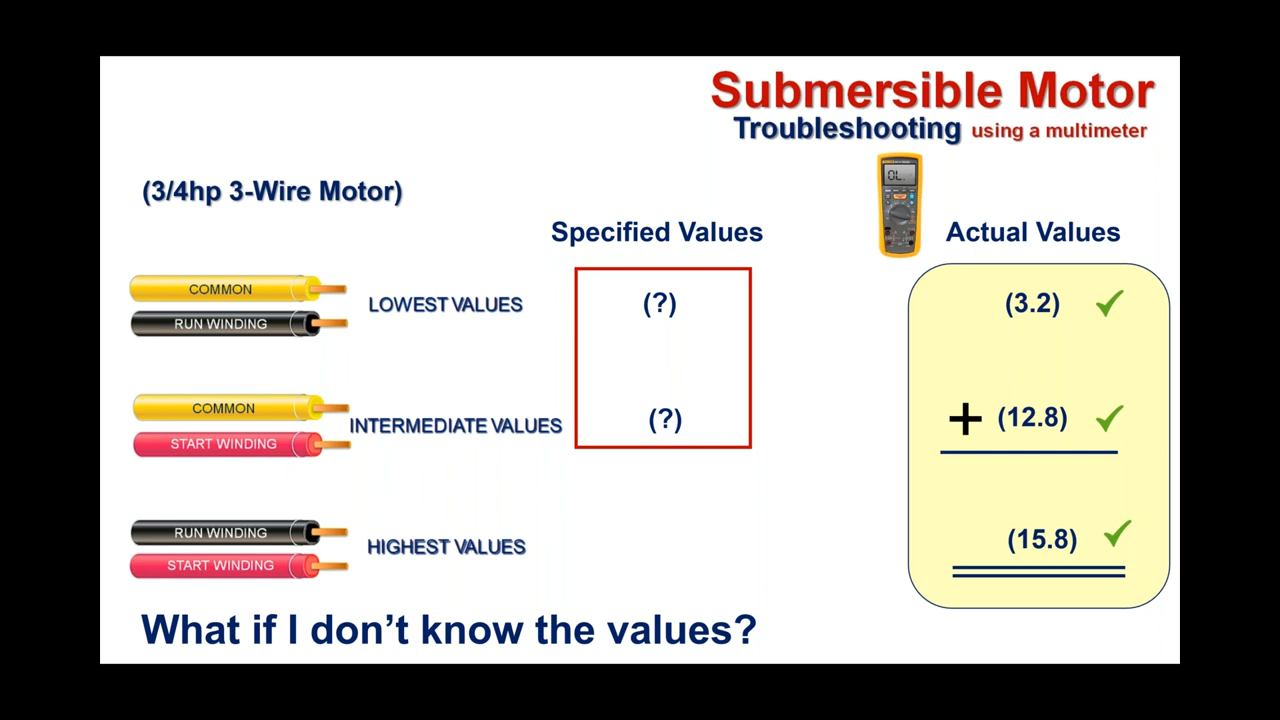 Submersible Motor
Troubleshooting using a multimeter
OL.
(3/4hp 3-Wire Motor)
Specified Values
Actual Values
COMMON
RUN WINDING
LOWEST VALUES
(?)
(3.2) ✓
COMMON
START WINDING
INTERMEDIATE VALUES
(?)
+ (12.8) ✓
RUN WINDING
START WINDING
HIGHEST VALUES
(15.8) ✓
What if I don’t know the values?